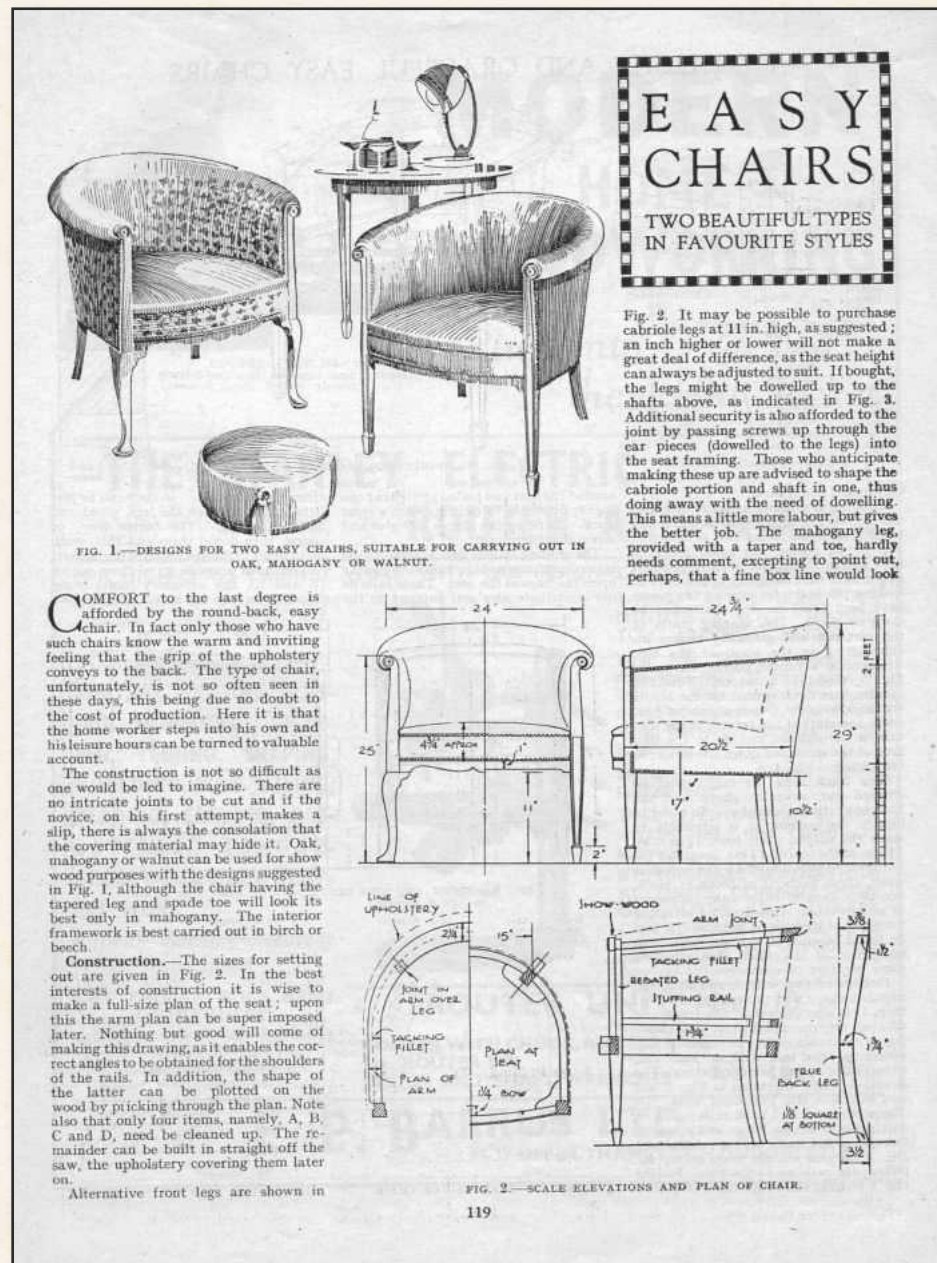 EASY
CHAIRS
TWO BEAUTIFUL TYPES
IN FAVOURITE STYLES
FIG. 1.—DESIGNS FOR TWO EASY CHAIRS, SUITABLE FOR CARRYING OUT IN
OAK, MAHOGANY OR WALNUT.
COMFORT to the last degree is
afforded by the round-back, easy
chair. In fact only those who have
such chairs know the warm and inviting
feeling that the grip of the upholstery
conveys to the back. The type of chair,
unfortunately, is not so often seen in
these days, this being due no doubt to
the cost of production. Here it is that
the home worker steps into his own and
his leisure hours can be turned to valuable
account.
The construction is not so difficult as
one would be led to imagine. There are
no intricate joints to be cut and if the
novice, on his first attempt, makes a
slip, there is always the consolation that
the covering material may hide it. Oak,
mahogany or walnut can be used for show
wood purposes with the designs suggested
in Fig. 1, although the chair having the
tapered leg and spade toe will look its
best only in mahogany. The interior
framework is best carried out in birch or
beech.
Construction.—The sizes for setting
out are given in Fig. 2. In the best
interests of construction it is wise to
make a full-size plan of the seat; upon
this the arm plan can be super imposed
later. Nothing but good will come of
making this drawing, as it enables the cor-
rect angles to be obtained for the shoulders
of the rails. In addition, the shape of
the latter can be plotted on the
wood by pricking through the plan. Note
also that only four items, namely, A, B,
C and D, need be cleaned up. The re-
mainder can be built in straight off the
saw, the upholstery covering them later
on.
Alternative front legs are shown in
Fig. 2. It may be possible to purchase
cabriole legs at 11 in. high, as suggested;
an inch higher or lower will not make a
great deal of difference, as the seat height
can always be adjusted to suit. If bought,
the legs might be dowelled up to the
shafts above, as indicated in Fig. 3.
Additional security is also afforded to the
joint by passing screws up through the
ear pieces (dowelled to the legs) into
the seat framing. Those who anticipate
making these up are advised to shape the
cabriole portion and shaft in one, thus
doing away with the need of dowelling.
This means a little more labour, but gives
the better job. The mahogany leg,
provided with a taper and toe, hardly
needs comment, excepting to point out,
perhaps, that a fine box line would look
24"
25"
4¾ APPROX
1"
11"
2"
24¾"
2 FEET
20½"
29"
17"
10½"
LINE OF
UPHOLSTERY
2¼"
15"
JOINT IN
ARM OVER
LEG
TACKING
FILLET
PLAN OF
ARM
PLAN AT
SEAT
1¼ BOW
SHOW-WOOD
ARM JOINT
TACKING FILLET
REBATED LEG
STUFFING RAIL
1¾"
3⅜"
1½"
1¾"
TRUE
BACK LEG
1⅛" SQUARE
AT BOTTOM
3½
FIG. 2.—SCALE ELEVATIONS AND PLAN OF CHAIR.
119